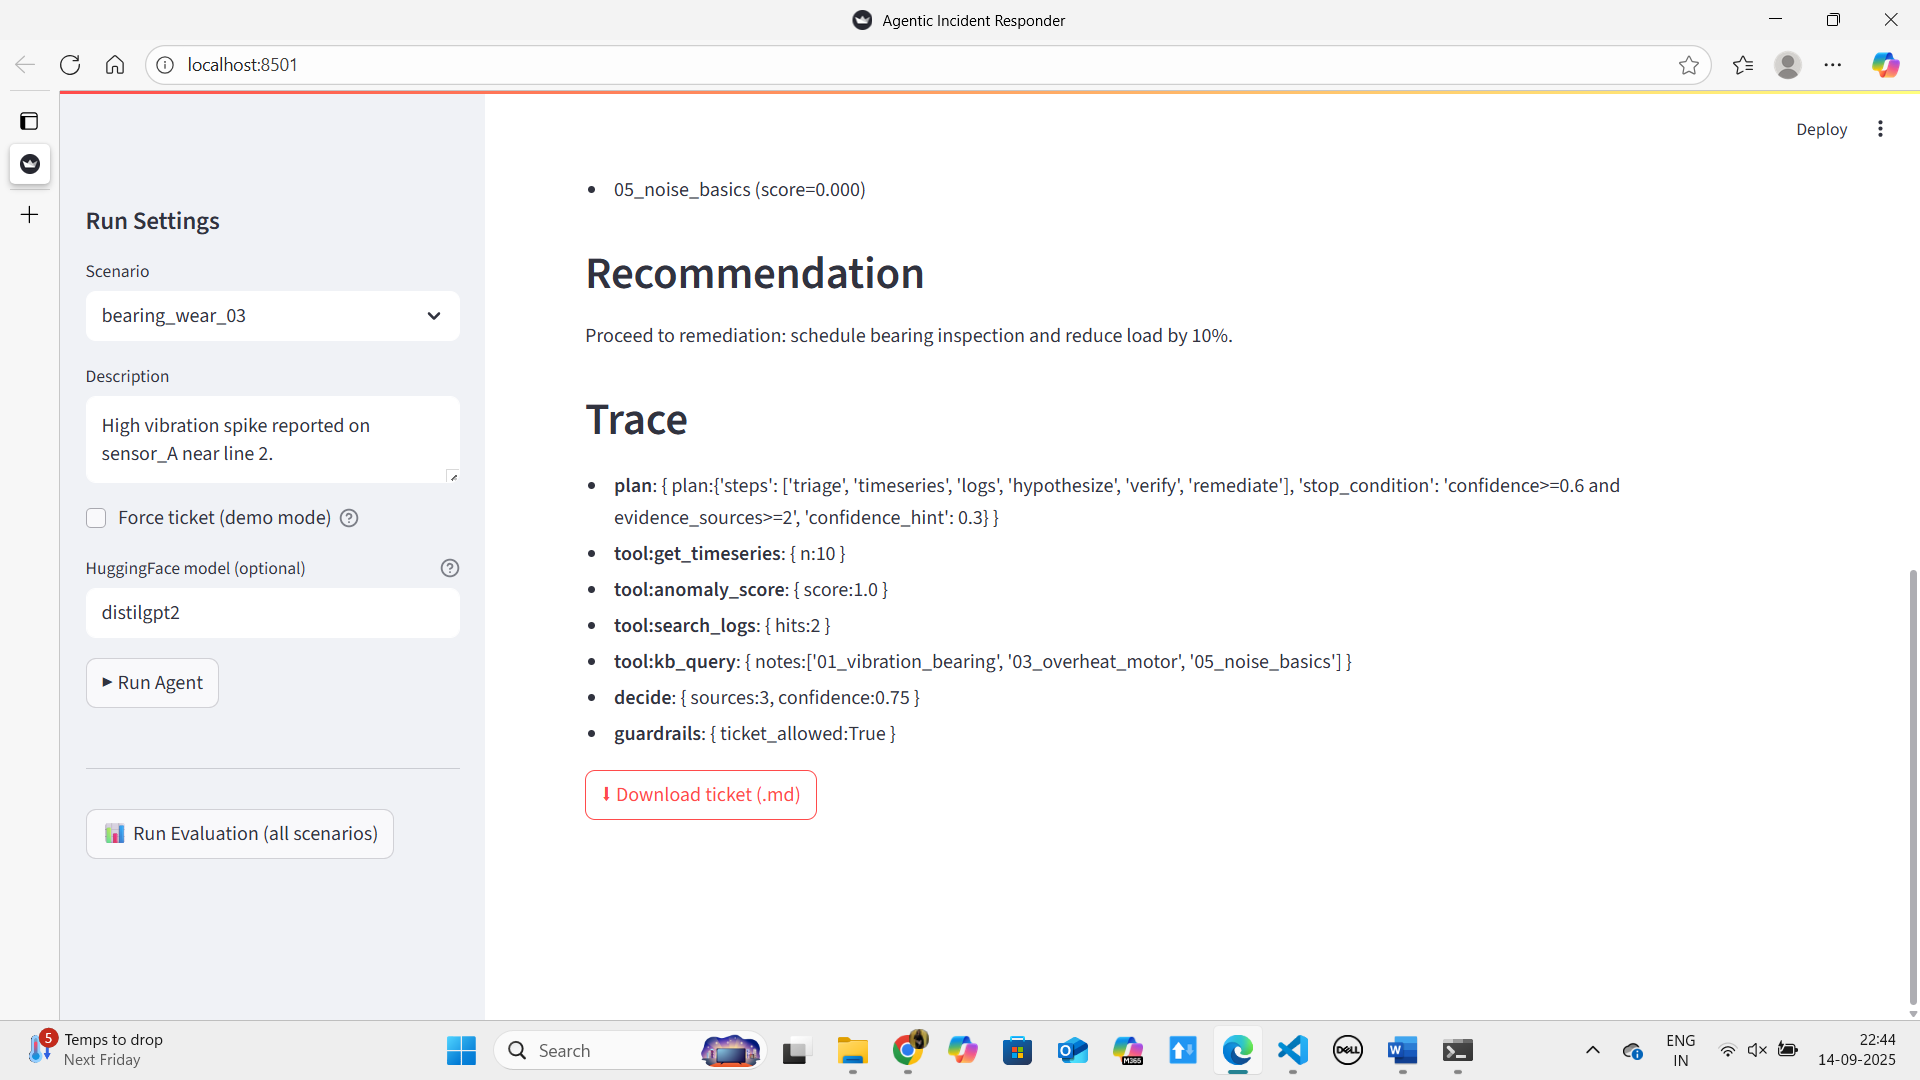 Agentic Incident Responder
localhost:8501
Deploy
Run Settings
Scenario
bearing_wear_03
Description
High vibration spike reported on
sensor_A near line 2.
Force ticket (demo mode)
HuggingFace model (optional)
distilgpt2
Run Agent
Run Evaluation (all scenarios)
• 05_noise_basics (score=0.000)
Recommendation
Proceed to remediation: schedule bearing inspection and reduce load by 10%.
Trace
• plan: { plan:{'steps': ['triage', 'timeseries', 'logs', 'hypothesize', 'verify', 'remediate'], 'stop_condition': 'confidence>=0.6 and
evidence_sources>=2', 'confidence_hint': 0.3} }
• tool:get_timeseries: { n:10 }
• tool:anomaly_score: { score:1.0 }
• tool:search_logs: { hits:2 }
• tool:kb_query: { notes:['01_vibration_bearing', '03_overheat_motor', '05_noise_basics'] }
• decide: { sources:3, confidence:0.75 }
• guardrails: { ticket_allowed:True }
Download ticket (.md)
5
Temps to drop
Next Friday
Search
M365
DELL
ENG
IN
22:44
14-09-2025